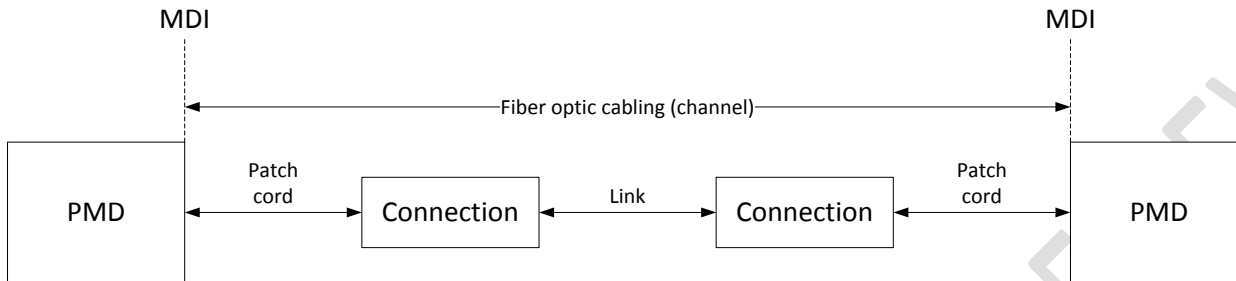 MDI
MDI
Fiber optic cabling (channel)
Patch
cord
Patch
cord
PMD
Connection
Link
Connection
PMD